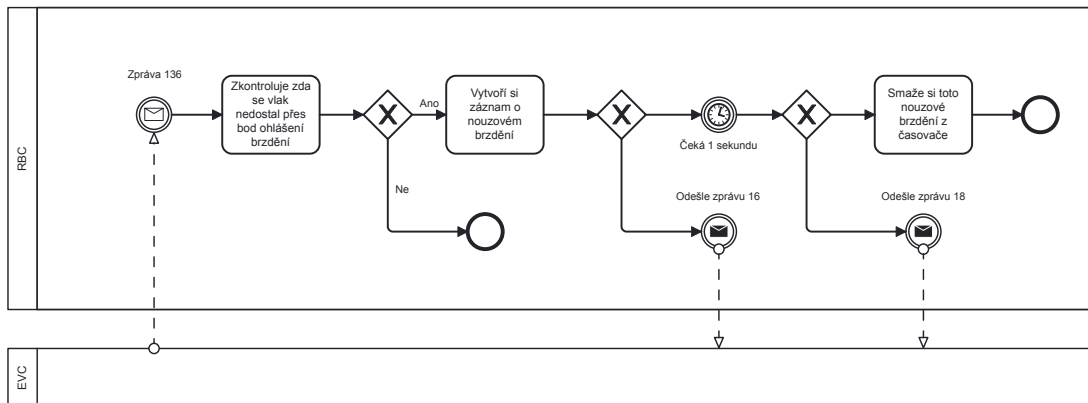 RBC
Zpráva 136
Zkontroluje zda
se vlak
nedostal přes
bod ohlášení
brzdění
Ano
Ne
Vytvoří si
záznam o
nouzovém
brzdění
Čeká 1 sekundu
Odešle zprávu 16
Odešle zprávu 18
Smaže si toto
nouzové
brzdění z
časovače
EVC